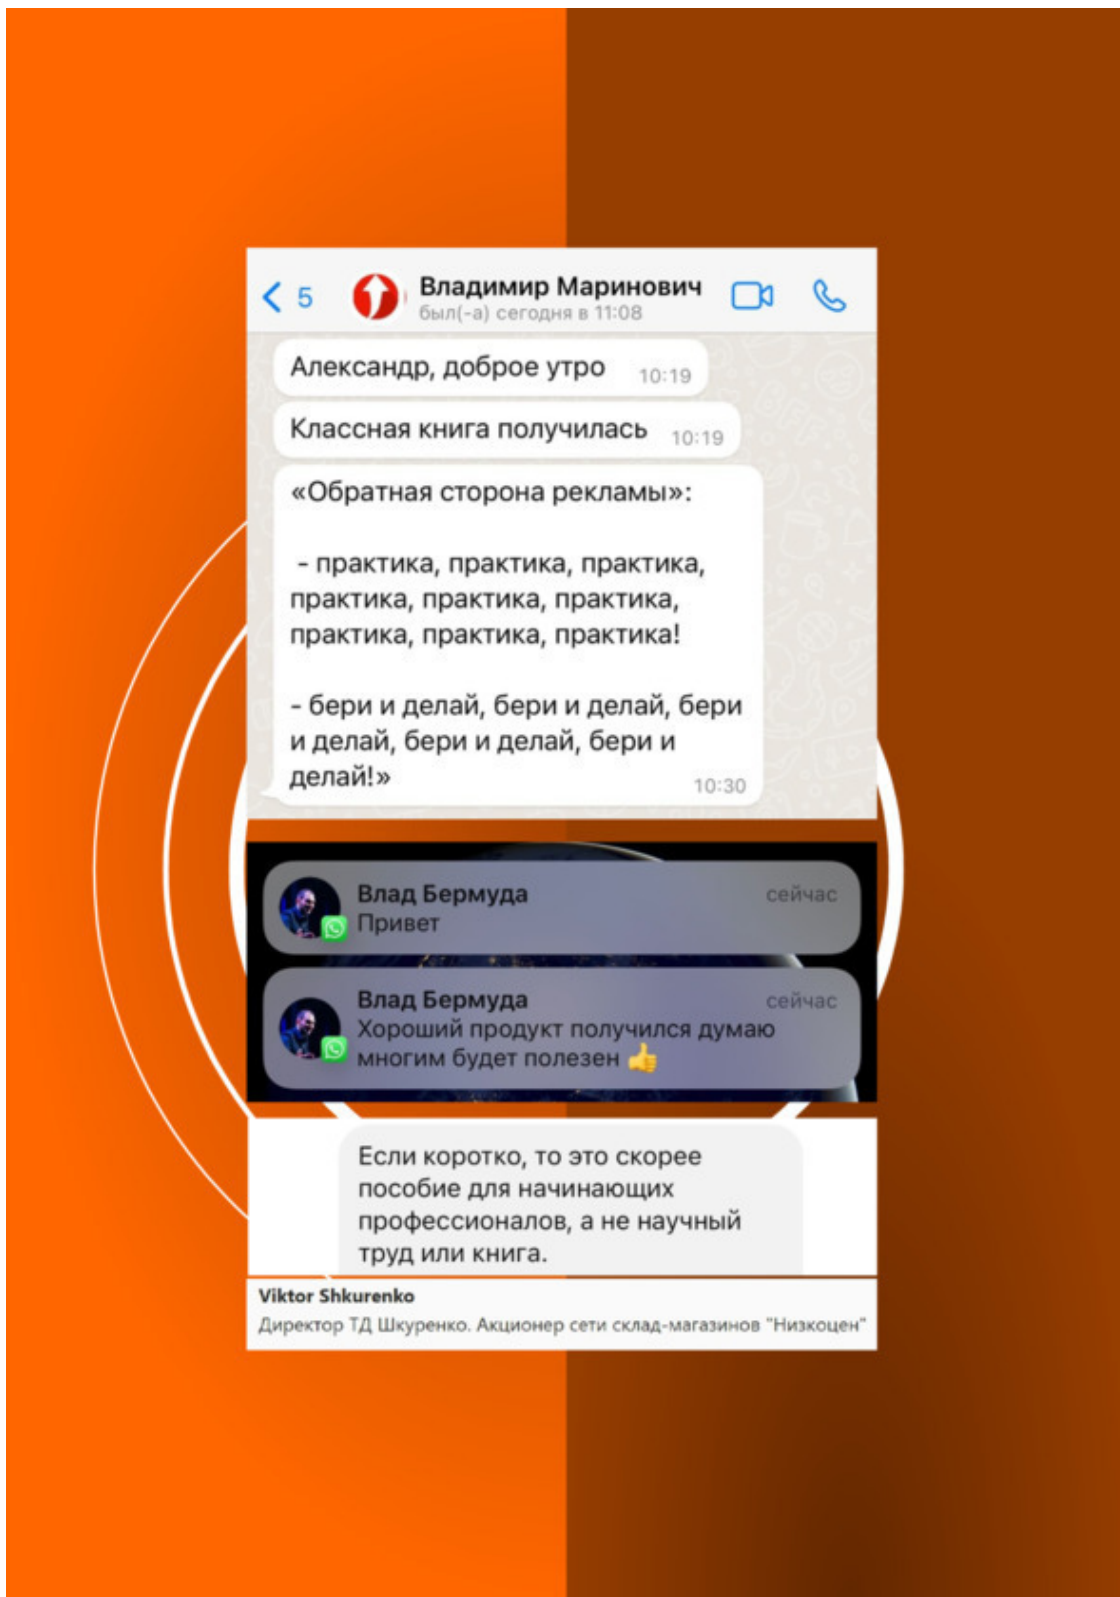 5
Владимир Маринович
был(-а) сегодня в 11:08
Александр, доброе утро 10:19
Классная книга получилась 10:19
«Обратная сторона рекламы»:
- практика, практика, практика,
практика, практика, практика,
практика, практика, практика!
- бери и делай, бери и делай, бери
и делай, бери и делай, бери и
делай!»
10:30
Влад Бермуда сейчас
Привет
Влад Бермуда сейчас
Хороший продукт получился думаю
многим будет полезен 👍
Если коротко, то это скорее
пособие для начинающих
профессионалов, а не научный
труд или книга.
Viktor Shkurenko
Директор ТД Шкуренко. Акционер сети склад-магазинов "Низкоцен"